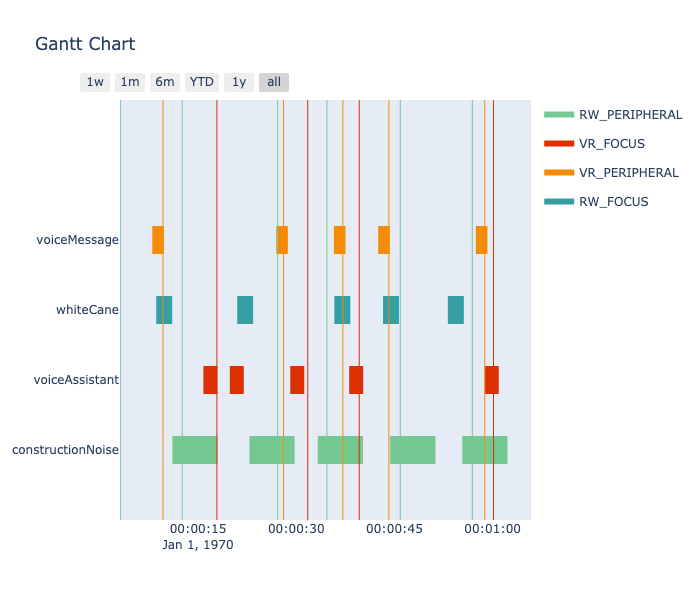 Gantt Chart
1w 1m 6m YTD 1y all
RW_PERIPHERAL
VR_FOCUS
VR_PERIPHERAL
RW_FOCUS
voiceMessage
whiteCane
voiceAssistant
constructionNoise
00:00:15 00:00:30 00:00:45 00:01:00
Jan 1, 1970